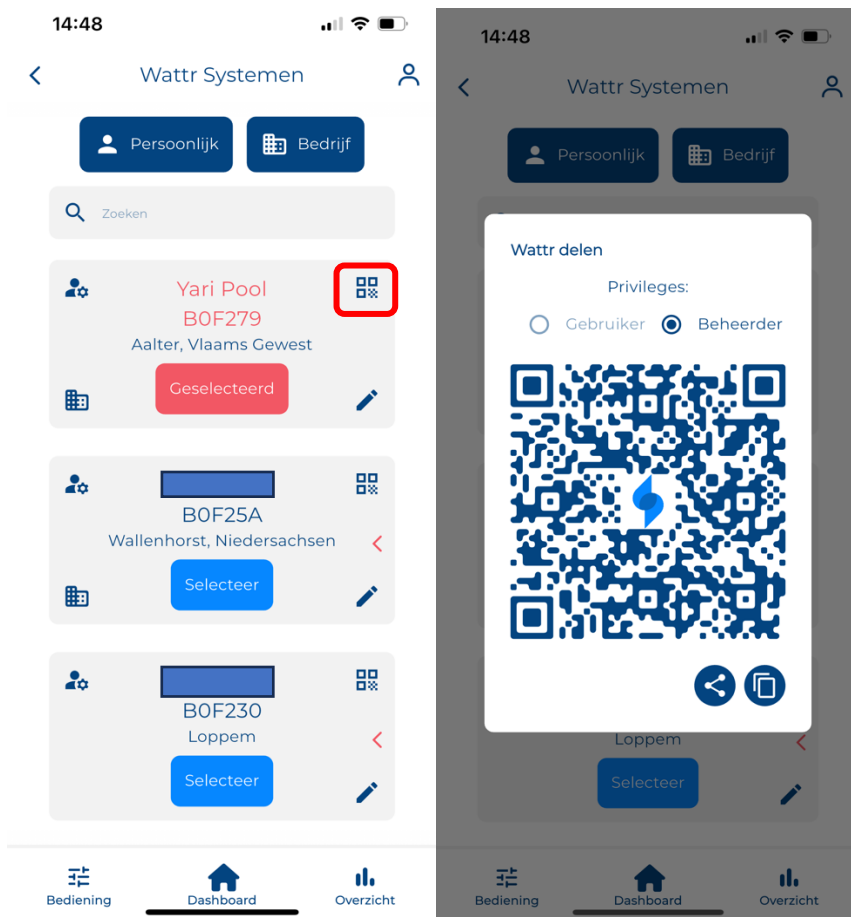 14:48
Wattr Systemen
Persoonlijk
Bedrijf
Zoeken
Yari Pool
B0F279
Aalter, Vlaams Gewest
Geselecteerd
B0F25A
Wallenhorst, Niedersachsen
Selecteer
B0F230
Loppem
Selecteer
Bediening
Dashboard
Overzicht
14:48
Wattr Systemen
Persoonlijk
Bedrijf
Wattr delen
Privileges:
Gebruiker
Beheerder
Loppem
Selecteer
Bediening
Dashboard
Overzicht